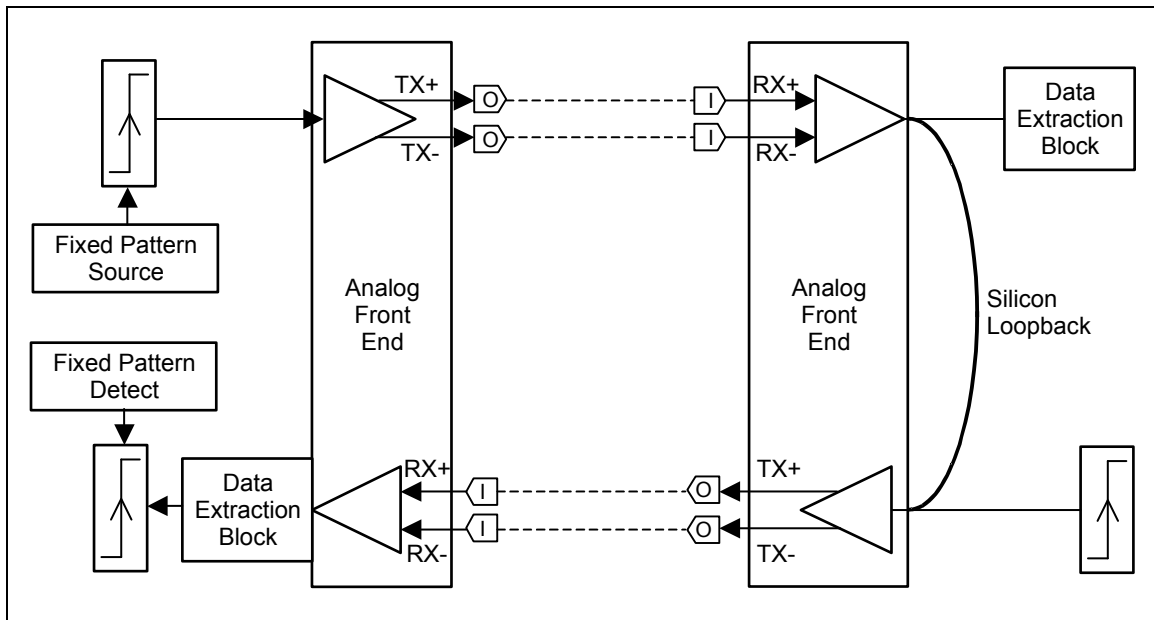 TX+
O
I
RX+
TX-
O
I
RX-
Data
Extraction
Block
Fixed Pattern
Source
Analog
Front
End
Analog
Front
End
Silicon
Loopback
Fixed Pattern
Detect
Data
Extraction
Block
RX+
I
O
TX+
RX-
I
O
TX-